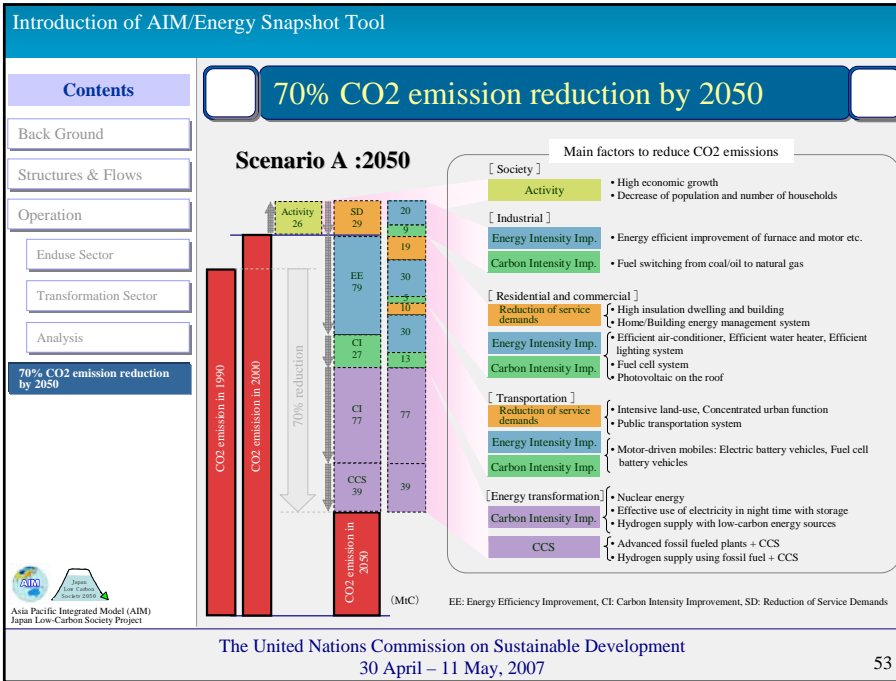 Introduction of AIM/Energy Snapshot Tool
Contents
Back Ground
Structures & Flows
Operation
Enduse Sector
Transformation Sector
Analysis
70% CO2 emission reduction
by 2050
70% CO2 emission reduction by 2050
Scenario A :2050
CO2 emission in 1990
CO2 emisision in 2000
70% reduction
Activity
26
SD
29
EE
79
CI
27
CI
77
CCS
39
CO2 emission in
2050
20
9
19
30
10
30
13
77
39
(MtC)
Main factors to reduce CO2 emissions
[ Society ]
Activity
• High economic growth
• Decrease of population and number of households
[ Industrial ]
Energy Intensity Imp.
• Energy efficient improvement of furnace and motor etc.
Carbon Intensity Imp.
• Fuel switching from coal/oil to natural gas
[ Residential and commercial ]
Reduction of service
demands
• High insulation dwelling and building
• Home/Building energy management system
Energy Intensity Imp.
Carbon Intensity Imp.
• Efficient air-conditioner, Efficient water heater, Efficient
lighting system
• Fuel cell system
• Photovoltaic on the roof
[ Transportation ]
Reduction of service
demands
• Intensive land-use, Concentrated urban function
• Public transportation system
Energy Intensity Imp.
Carbon Intensity Imp.
• Motor-driven mobiles: Electric battery vehicles, Fuel cell
battery vehicles
[Energy transformation]
Carbon Intensity Imp.
• Nuclear energy
• Effective use of electricity in night time with storage
• Hydrogen supply with low-carbon energy sources
CCS
• Advanced fossil fueled plants + CCS
• Hydrogen supply using fossil fuel + CCS
EE: Energy Efficiency Improvement, CI: Carbon Intensity Improvement, SD: Reduction of Service Demands
AIM
Japan
Low Carbon
Society 2050
Asia Pacific Integrated Model (AIM)
Japan Low-Carbon Society Project
The United Nations Commission on Sustainable Development
30 April – 11 May, 2007
53